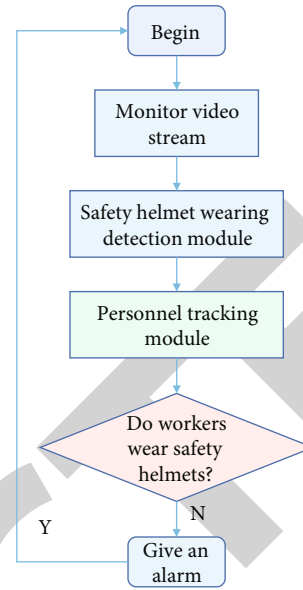 Begin
Monitor video
stream
Safety helmet wearing
detection module
Personnel tracking
module
Do workers
wear safety
helmets?
N
Y
Give an
alarm